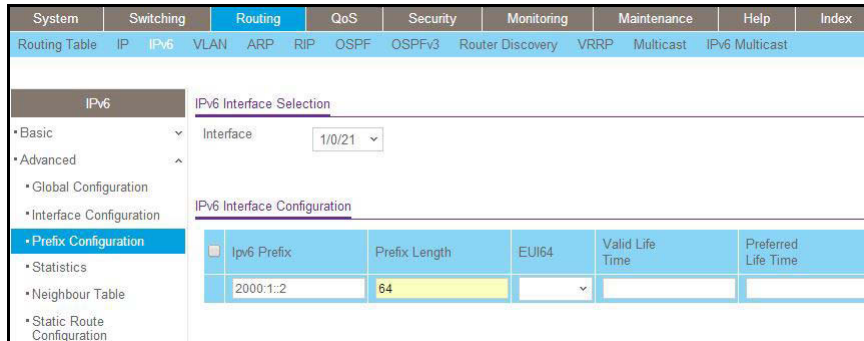 System Switching Routing QoS Security Monitoring Maintenance Help Index
Routing Table IP IPv6 VLAN ARP RIP OSPF OSPFv3 Router Discovery VRRP Multicast IPv6 Multicast
IPv6
Basic
Advanced
Global Configuration
Interface Configuration
Prefix Configuration
Statistics
Neighbour Table
Static Route
Configuration
IPv6 Interface Selection
Interface 1/0/21
IPv6 Interface Configuration
Ipv6 Prefix Prefix Length EUI64 Valid Life Time Preferred Life Time
2000:1::2 64